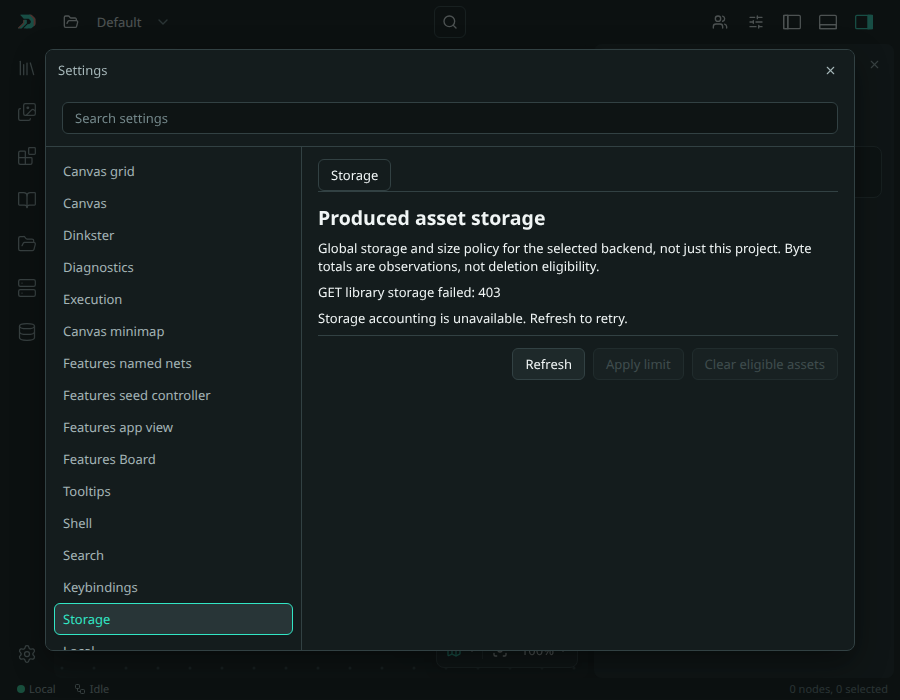 Default
Settings
Search settings
Canvas grid
Canvas
Dinkster
Diagnostics
Execution
Canvas minimap
Features named nets
Features seed controller
Features app view
Features Board
Tooltips
Shell
Search
Keybindings
Storage
Local
Storage
Produced asset storage
Global storage and size policy for the selected backend, not just this project. Byte
totals are observations, not deletion eligibility.
GET library storage failed: 403
Storage accounting is unavailable. Refresh to retry.
Refresh
Apply limit
Clear eligible assets
100%
Local
Idle
0 nodes, 0 selected